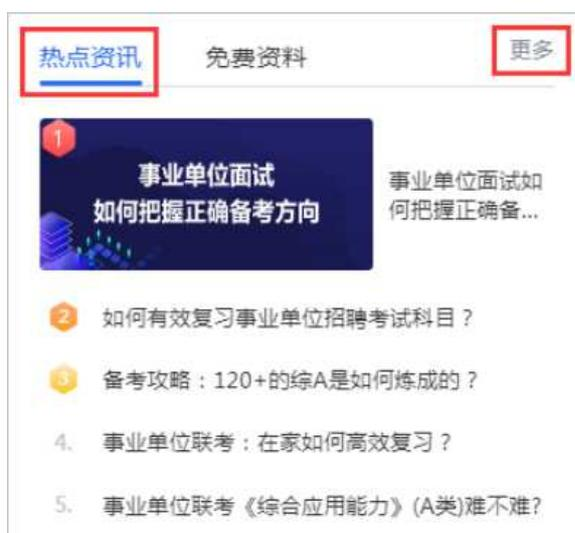 热点资讯 免费资料 更多
1
事业单位面试
如何把握正确备考方向
事业单位面试如
何把握正确备...
2 如何有效复习事业单位招聘考试科目？
3 备考攻略：120+的综A是如何炼成的？
4. 事业单位联考：在家如何高效复习？
5. 事业单位联考《综合应用能力》(A类)难不难?